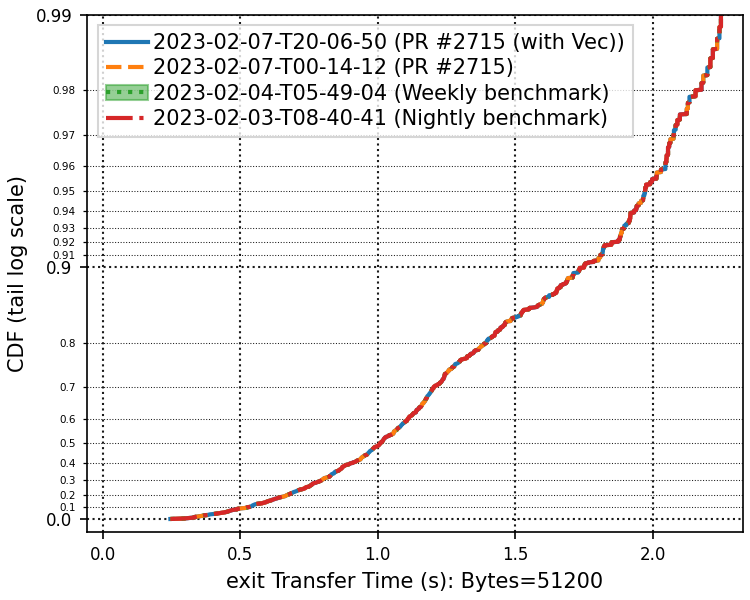 0.99
2023-02-07-T20-06-50 (PR #2715 (with Vec))
2023-02-07-T00-14-12 (PR #2715)
2023-02-04-T05-49-04 (Weekly benchmark)
2023-02-03-T08-40-41 (Nightly benchmark)
0.98
0.97
0.96
0.95
0.94
0.93
0.92
0.91
0.9
0.8
0.7
0.6
0.5
0.4
0.3
0.2
0.1
0.0
CDF (tail log scale)
0.0 0.5 1.0 1.5 2.0
exit Transfer Time (s): Bytes=51200